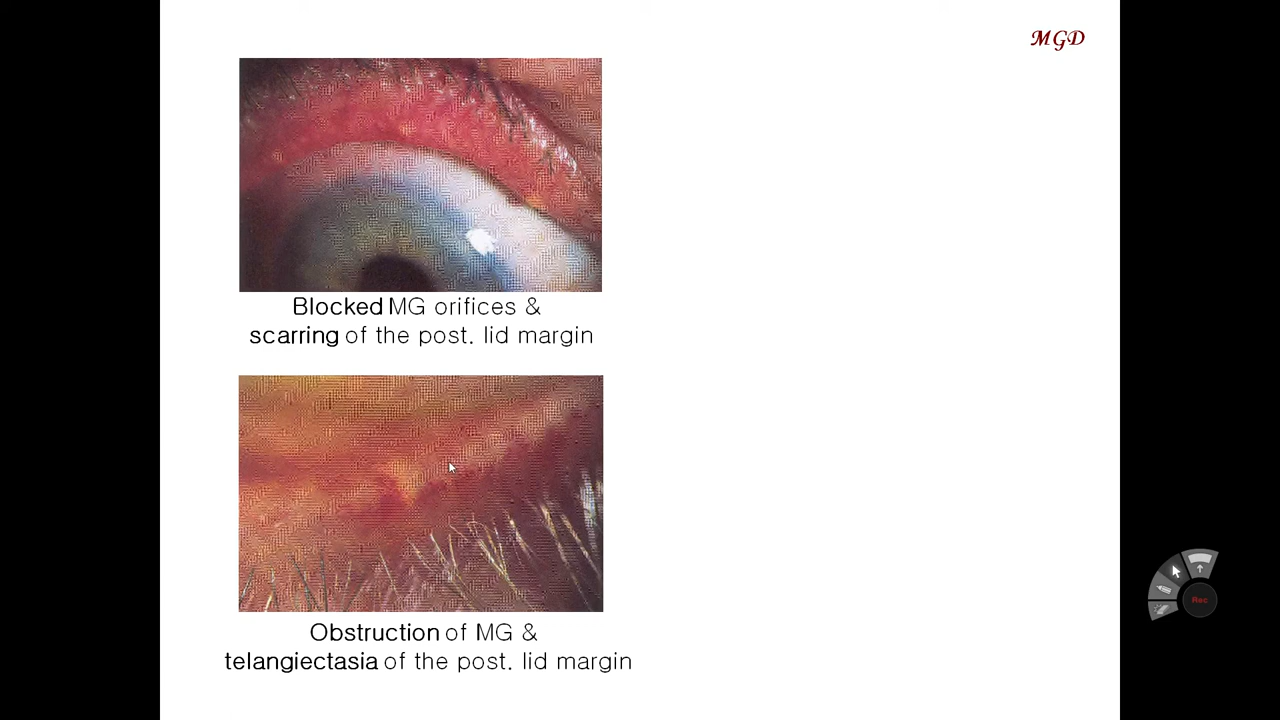 MGD
Blocked MG orifices &
scarring of the post. lid margin
Obstruction of MG &
telangiectasia of the post. lid margin
Rec